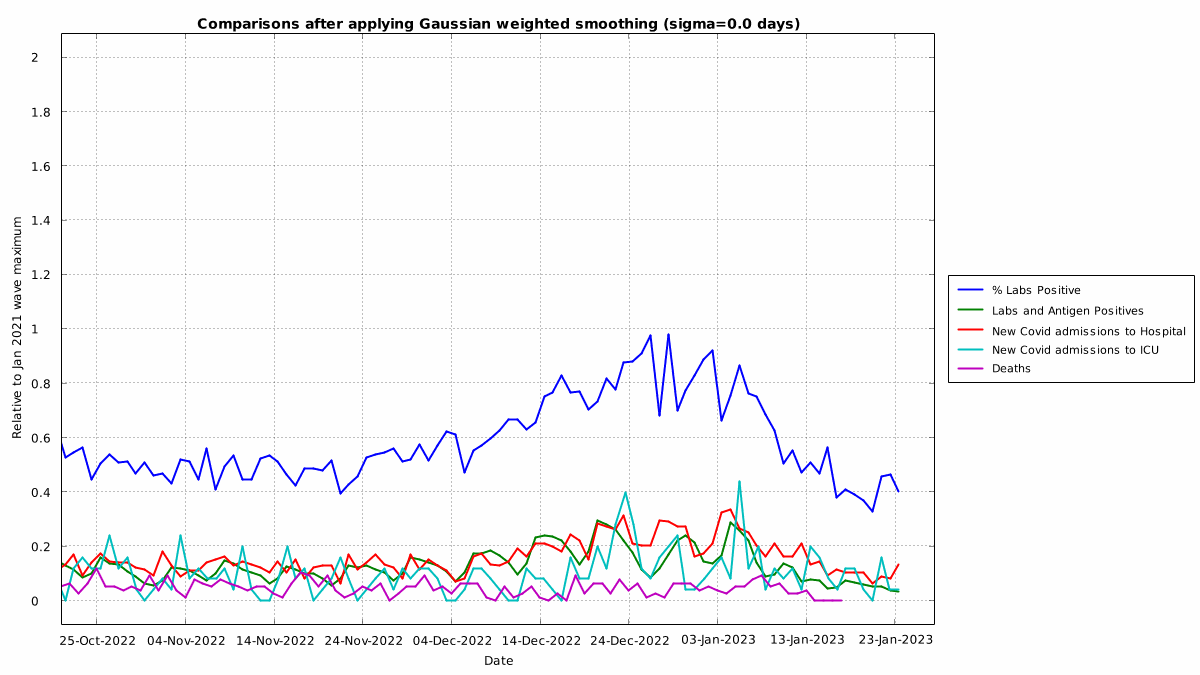 Comparisons after applying Gaussian weighted smoothing (sigma=0.0 days)
2
1.8
1.6
1.4
1.2
1
0.8
0.6
0.4
0.2
0
Relative to Jan 2021 wave maximum
25-Oct-2022 04-Nov-2022 14-Nov-2022 24-Nov-2022 04-Dec-2022 14-Dec-2022 24-Dec-2022 03-Jan-2023 13-Jan-2023 23-Jan-2023
Date
% Labs Positive
Labs and Antigen Positives
New Covid admissions to Hospital
New Covid admissions to ICU
Deaths